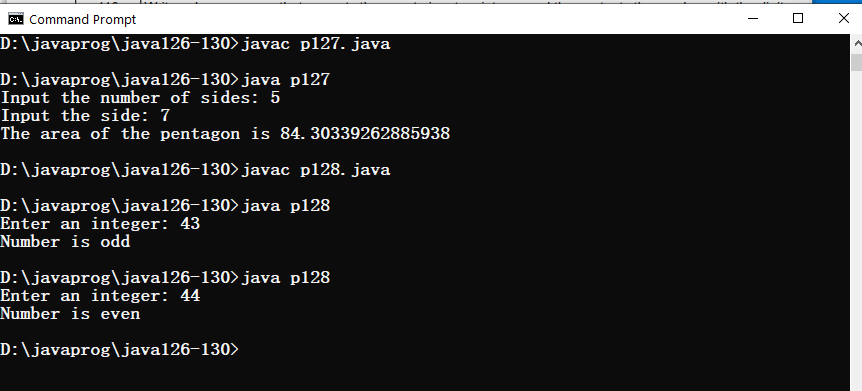 Command Prompt
D:\javaprog\java126-130>javac p127.java
D:\javaprog\java126-130>java p127
Input the number of sides: 5
Input the side: 7
The area of the pentagon is 84.30339262885938
D:\javaprog\java126-130>javac p128.java
D:\javaprog\java126-130>java p128
Enter an integer: 43
Number is odd
D:\javaprog\java126-130>java p128
Enter an integer: 44
Number is even
D:\javaprog\java126-130>